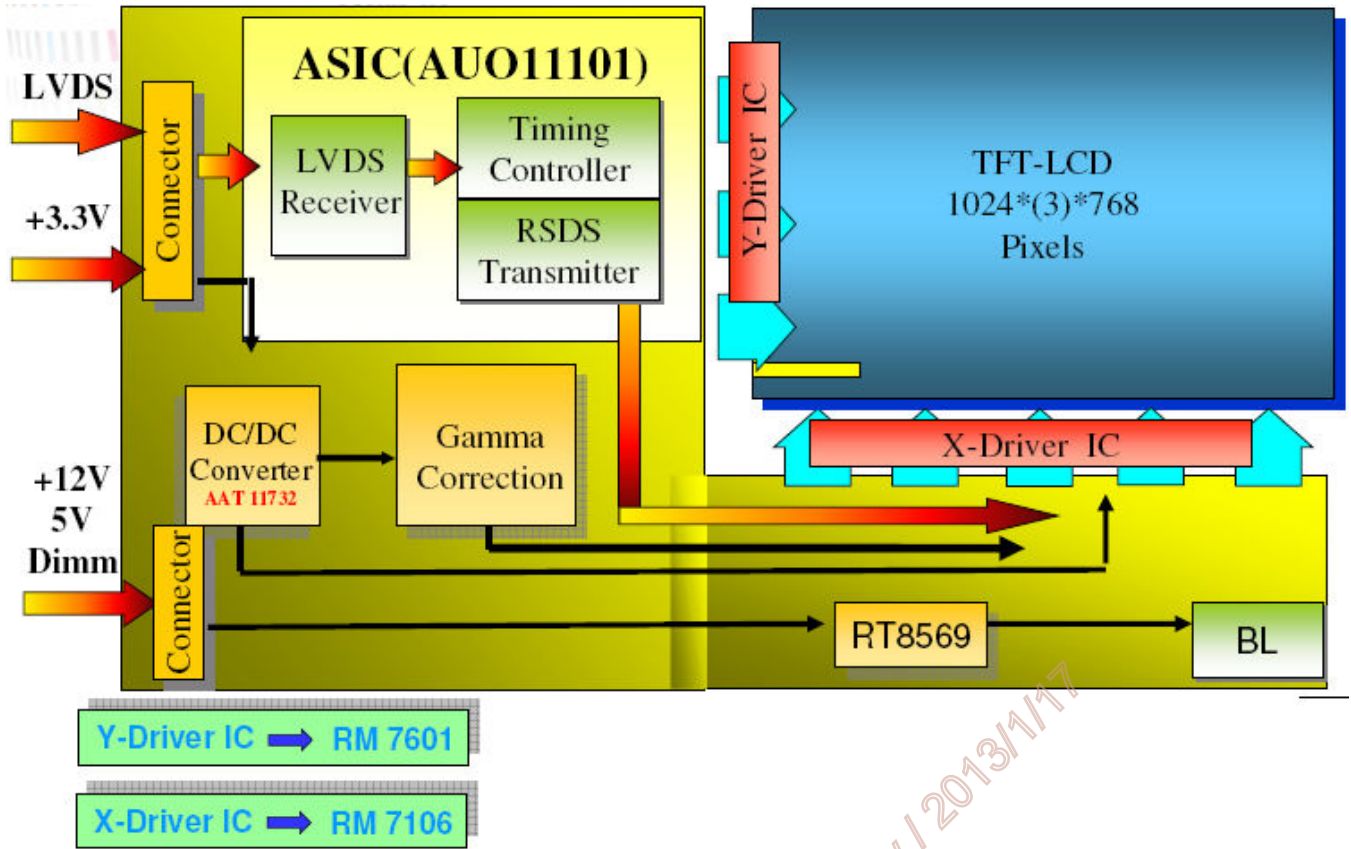 LVDS
+3.3V
+12V
5V
Dimm
Connector
ASIC(AUO11101)
LVDS
Receiver
Timing
Controller
RSDS
Transmitter
DC/DC
Converter
AAT 11732
Gamma
Correction
Connector
Y-Driver IC
TFT-LCD
1024*(3)*768
Pixels
X-Driver IC
RT8569
BL
Y-Driver IC RM 7601
X-Driver IC RM 7106
/ 2013/1/17